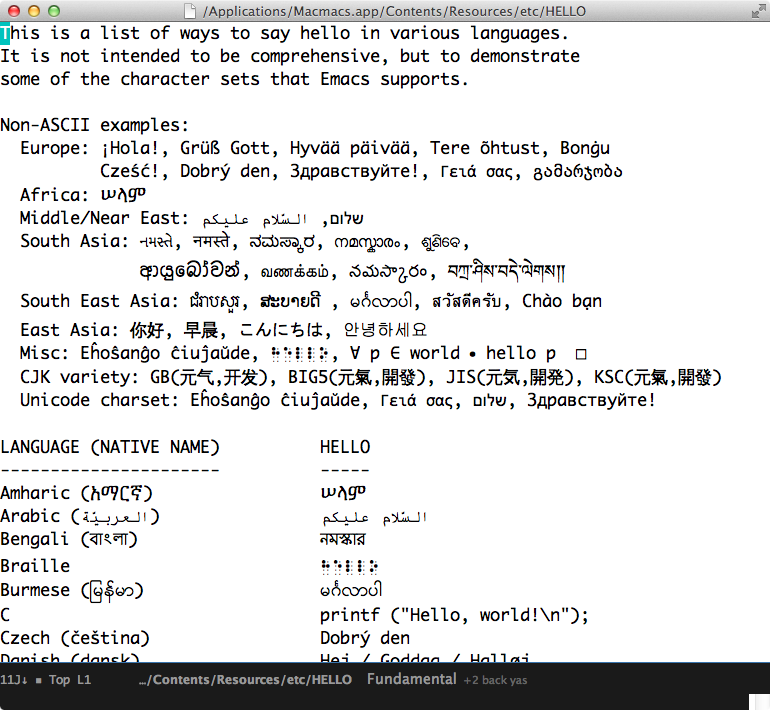 /Applications/Macmacs.app/Contents/Resources/etc/HELLO
This is a list of ways to say hello in various languages.
It is not intended to be comprehensive, but to demonstrate
some of the character sets that Emacs supports.
Non-ASCII examples:
Europe: ¡Hola!, Grüß Gott, Hyvää päivää, Tere õhtust, Bonġu
Cześć!, Dobrý den, Здравствуйте!, Γειά σας, გამარჯობა
Africa: ሠላም
Middle/Near East: שלום, السّلام عليكم
South Asia: નમસ્તે, नमस्ते, ನಮಸ್ಕಾರ, നമസ്കാരം, ଶୁଣିବେ,
ආයුබෝවන්, வணக்கம், నమస్కారం, བཀྲ་ཤིས་བདེ་ལེགས༎
South East Asia: ជំរាបសួរ, ສະບາຍດີ, မင်္ဂလာပါ, สวัสดีครับ, Chào bạn
East Asia: 你好, 早晨, こんにちは, 안녕하세요
Misc: Eĥoŝanĝo ĉiuĵaŭde, ⠓⠑⠇⠇⠕, ∀ p ∈ world • hello p □
CJK variety: GB(元气,开发), BIG5(元氣,開發), JIS(元気,開発), KSC(元氣,開發)
Unicode charset: Eĥoŝanĝo ĉiuĵaŭde, Γειά σας, שלום, Здравствуйте!
LANGUAGE (NATIVE NAME) HELLO
---------------------- -----
Amharic (አማርኛ) ሠላም
Arabic (العربيّة) السّلام عليكم
Bengali (বাংলা) নমস্কার
Braille ⠓⠑⠇⠇⠕
Burmese (မြန်မာ) မင်္ဂလာပါ
C printf ("Hello, world!\n");
Czech (čeština) Dobrý den
Danish (dansk) Hej / Goddag / Halløj
11J↓ ▪ Top L1 …/Contents/Resources/etc/HELLO Fundamental +2 back yas